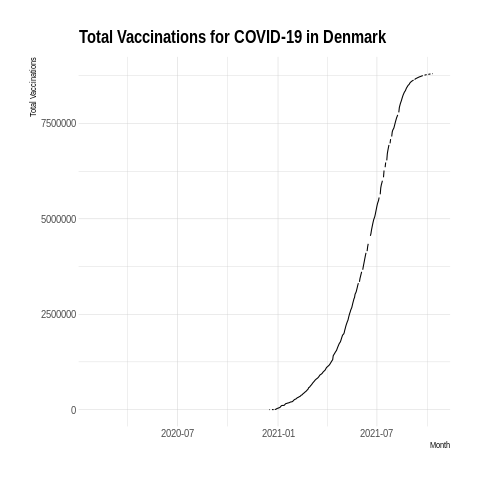 Total Vaccinations for COVID-19 in Denmark
Total Vaccinations
7500000
5000000
2500000
0
2020-07 2021-01 2021-07
Month